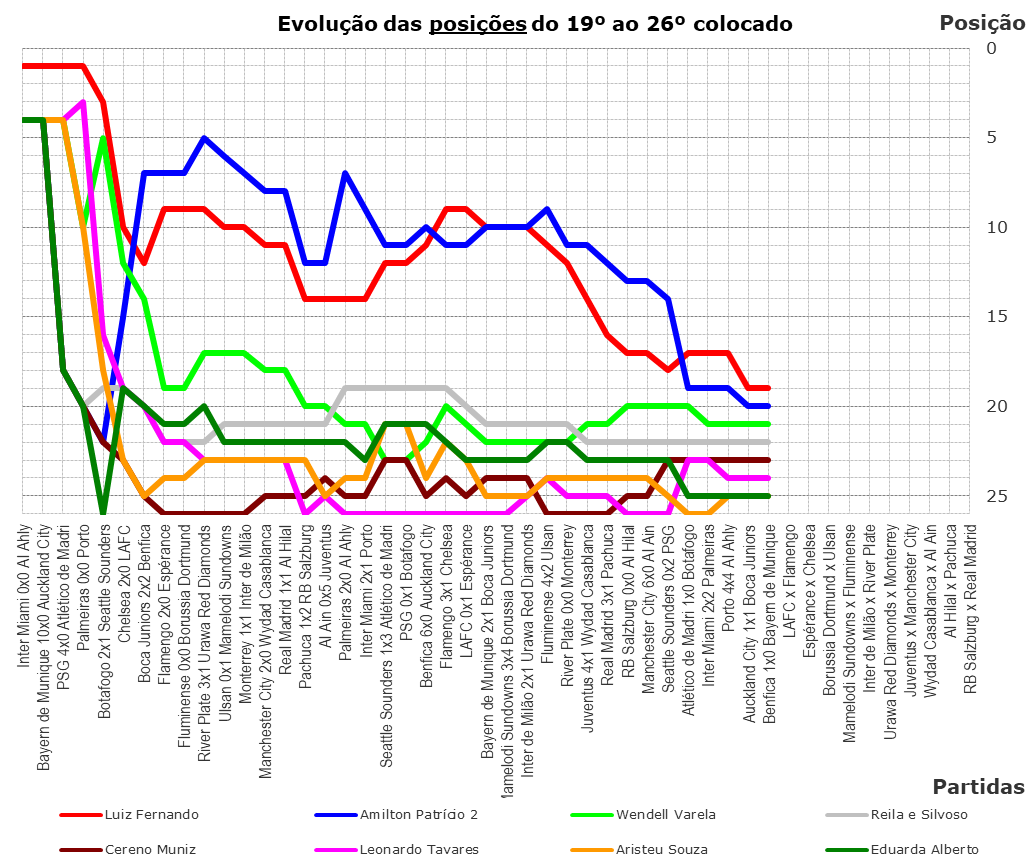 Evolução das posições do 19º ao 26º colocado
Posição
0
5
10
15
20
25
Inter Miami 0x0 Al Ahly
Bayern de Munique 10x0 Auckland City
PSG 4x0 Atlético de Madri
Palmeiras 0x0 Porto
Botafogo 2x1 Seattle Sounders
Chelsea 2x0 LAFC
Boca Juniors 2x2 Benfica
Flamengo 2x0 Espérance
Fluminense 0x0 Borussia Dortmund
River Plate 3x1 Urawa Red Diamonds
Ulsan 0x1 Mamelodi Sundowns
Monterrey 1x1 Inter de Milão
Manchester City 2x0 Wydad Casablanca
Real Madrid 1x1 Al Hilal
Pachuca 1x2 RB Salzburg
Al Ain 0x5 Juventus
Palmeiras 2x0 Al Ahly
Inter Miami 2x1 Porto
Seattle Sounders 1x3 Atlético de Madri
PSG 0x1 Botafogo
Benfica 6x0 Auckland City
Flamengo 3x1 Chelsea
LAFC 0x1 Espérance
Bayern de Munique 2x1 Boca Juniors
Mamelodi Sundowns 3x4 Borussia Dortmund
Inter de Milão 2x1 Urawa Red Diamonds
Fluminense 4x2 Ulsan
River Plate 0x0 Monterrey
Juventus 4x1 Wydad Casablanca
Real Madrid 3x1 Pachuca
RB Salzburg 0x0 Al Hilal
Manchester City 6x0 Al Ain
Seattle Sounders 0x2 PSG
Atlético de Madri 1x0 Botafogo
Inter Miami 2x2 Palmeiras
Porto 4x4 Al Ahly
Auckland City 1x1 Boca Juniors
Benfica 1x0 Bayern de Munique
LAFC x Flamengo
Espérance x Chelsea
Borussia Dortmund x Ulsan
Mamelodi Sundowns x Fluminense
Inter de Milão x River Plate
Urawa Red Diamonds x Monterrey
Juventus x Manchester City
Wydad Casablanca x Al Ain
Al Hilal x Pachuca
RB Salzburg x Real Madrid
Partidas
Luiz Fernando
Amilton Patrício 2
Wendell Varela
Reila e Silvoso
Cereno Muniz
Leonardo Tavares
Aristeu Souza
Eduarda Alberto